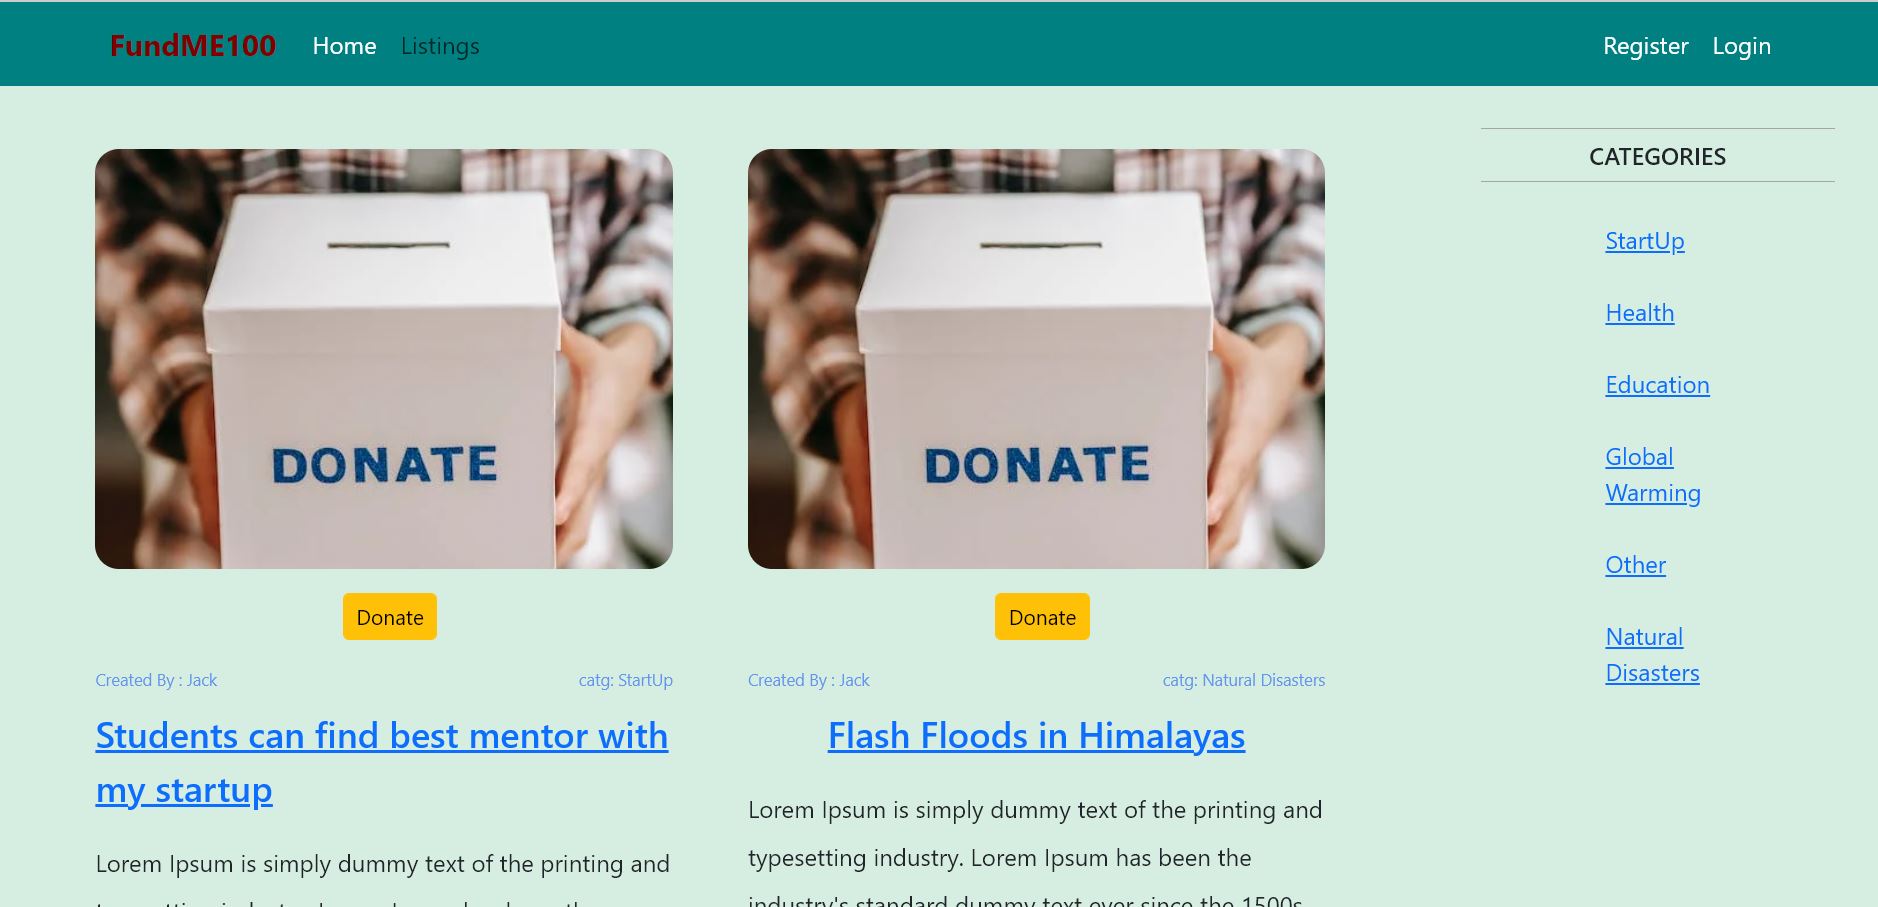 FundME100 Home Listings Register Login
DONATE
Donate
Created By : Jack catg: StartUp
Students can find best mentor with
my startup
Lorem Ipsum is simply dummy text of the printing and
DONATE
Donate
Created By : Jack catg: Natural Disasters
Flash Floods in Himalayas
Lorem Ipsum is simply dummy text of the printing and
typesetting industry. Lorem Ipsum has been the
industry's standard dummy text ever since the 1500s
CATEGORIES
StartUp
Health
Education
Global
Warming
Other
Natural
Disasters